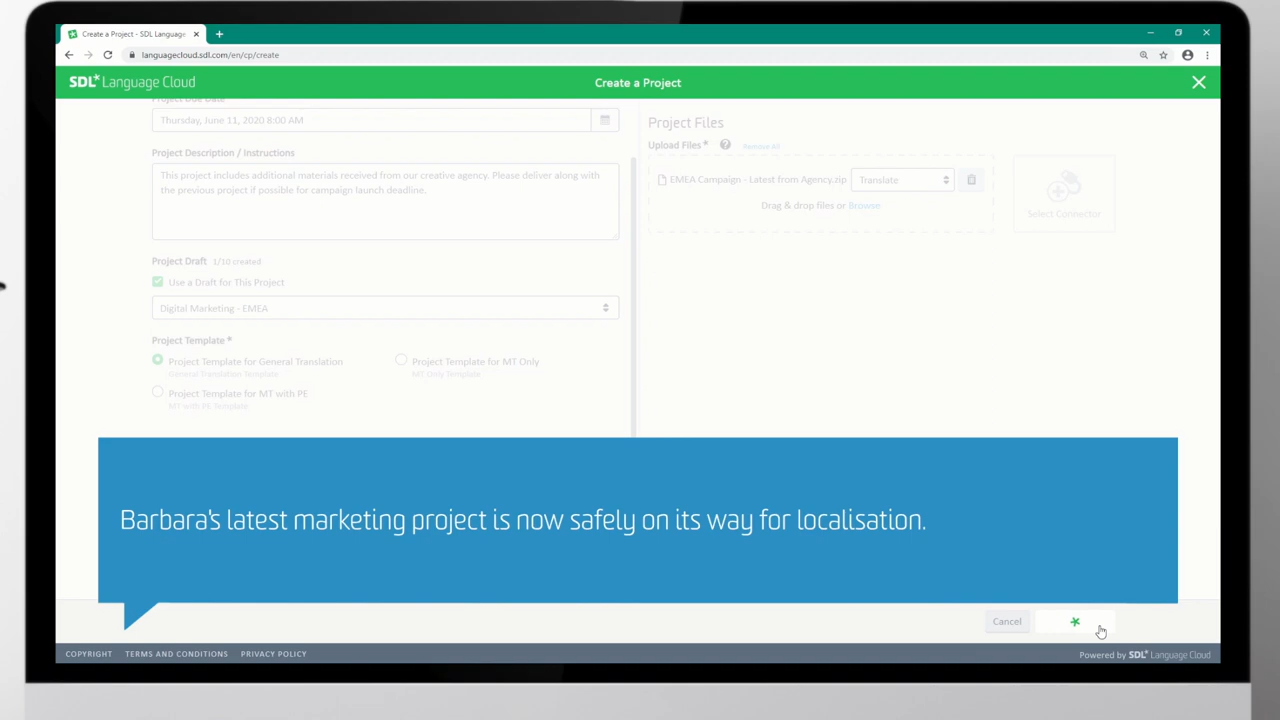 Create a Project - SDL Language
languagecloud.sdl.com/en/cp/create
SDL* Language Cloud
Create a Project
Project Due Date
Thursday, June 11, 2020 8:00 AM
Project Description / Instructions
This project includes additional materials received from our creative agency. Please deliver along with
the previous project if possible for campaign launch deadline.
Project Draft 1/10 created
Use a Draft for This Project
Digital Marketing - EMEA
Project Template *
Project Template for General Translation
General Translation Template
Project Template for MT Only
MT Only Template
Project Template for MT with PE
MT with PE Template
Project Files
Upload Files * ? Remove All
EMEA Campaign - Latest from Agency.zip Translate
Drag & drop files or Browse
Select Connector
Barbara's latest marketing project is now safely on its way for localisation.
Cancel
COPYRIGHT TERMS AND CONDITIONS PRIVACY POLICY
Powered by SDL* Language Cloud